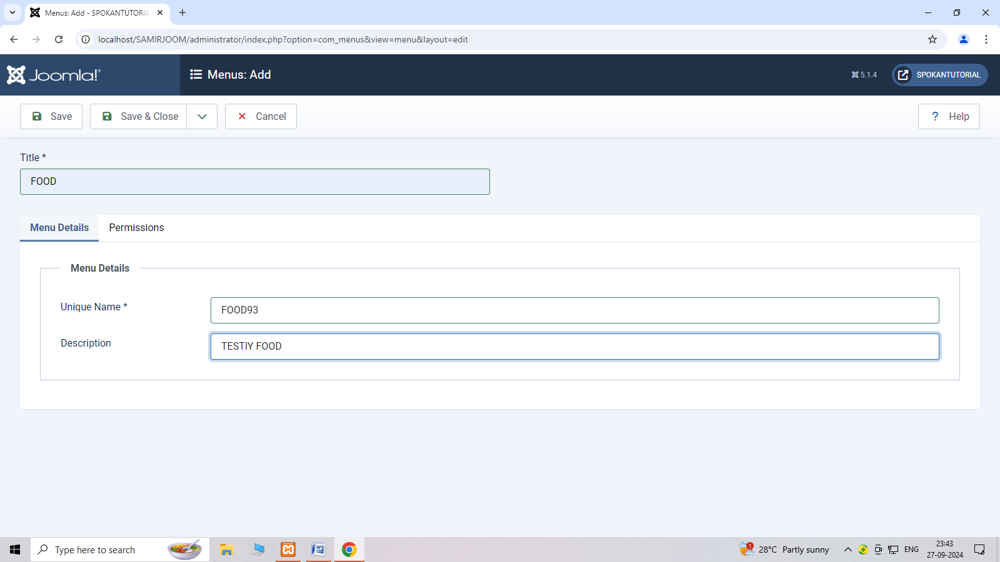 Menus: Add - SPOKANTUTORIA
localhost/SAMIRJOOM/administrator/index.php?option=com_menus&view=menu&layout=edit
Joomla!® Menus: Add 5.1.4 SPOKANTUTORIAL
Save Save & Close Cancel ? Help
Title *
FOOD
Menu Details Permissions
Menu Details
Unique Name * FOOD93
Description TESTIY FOOD
Type here to search 1 28°C Partly sunny ENG 23:43
27-09-2024